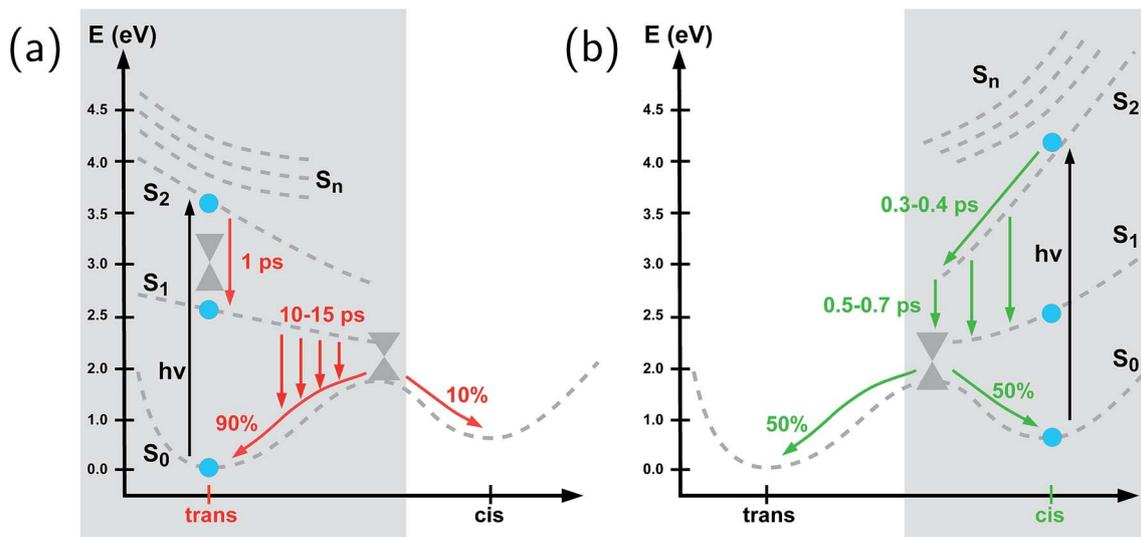 (a)
E (eV)
4.5
4.0
3.5
3.0
2.5
2.0
1.0
0.0
Sn
S2
1 ps
S1
10-15 ps
hν
10%
90%
S0
trans
cis
(b)
E (eV)
4.5
4.0
3.5
3.0
2.5
2.0
1.0
0.0
Sn
S2
0.3-0.4 ps
S1
hν
0.5-0.7 ps
S0
50%
50%
trans
cis